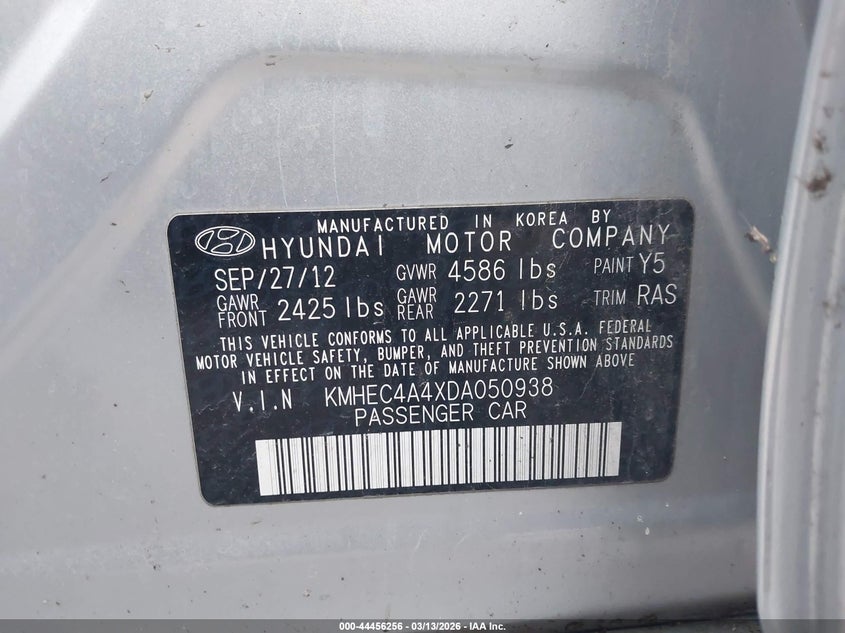 MANUFACTURED IN KOREA BY
HYUNDAI MOTOR COMPANY
SEP/27/12 GVWR 4586 lbs PAINT Y5
GAWR FRONT 2425 lbs GAWR REAR 2271 lbs TRIM RAS
THIS VEHICLE CONFORMS TO ALL APPLICABLE U.S.A. FEDERAL
MOTOR VEHICLE SAFETY, BUMPER, AND THEFT PREVENTION STANDARDS
IN EFFECT ON THE DATE OF MANUFACTURE SHOWN ABOVE
V.I.N KMHEC4A4XDA050938
PASSENGER CAR
000-44456256 - 03/13/2026 - IAA Inc.